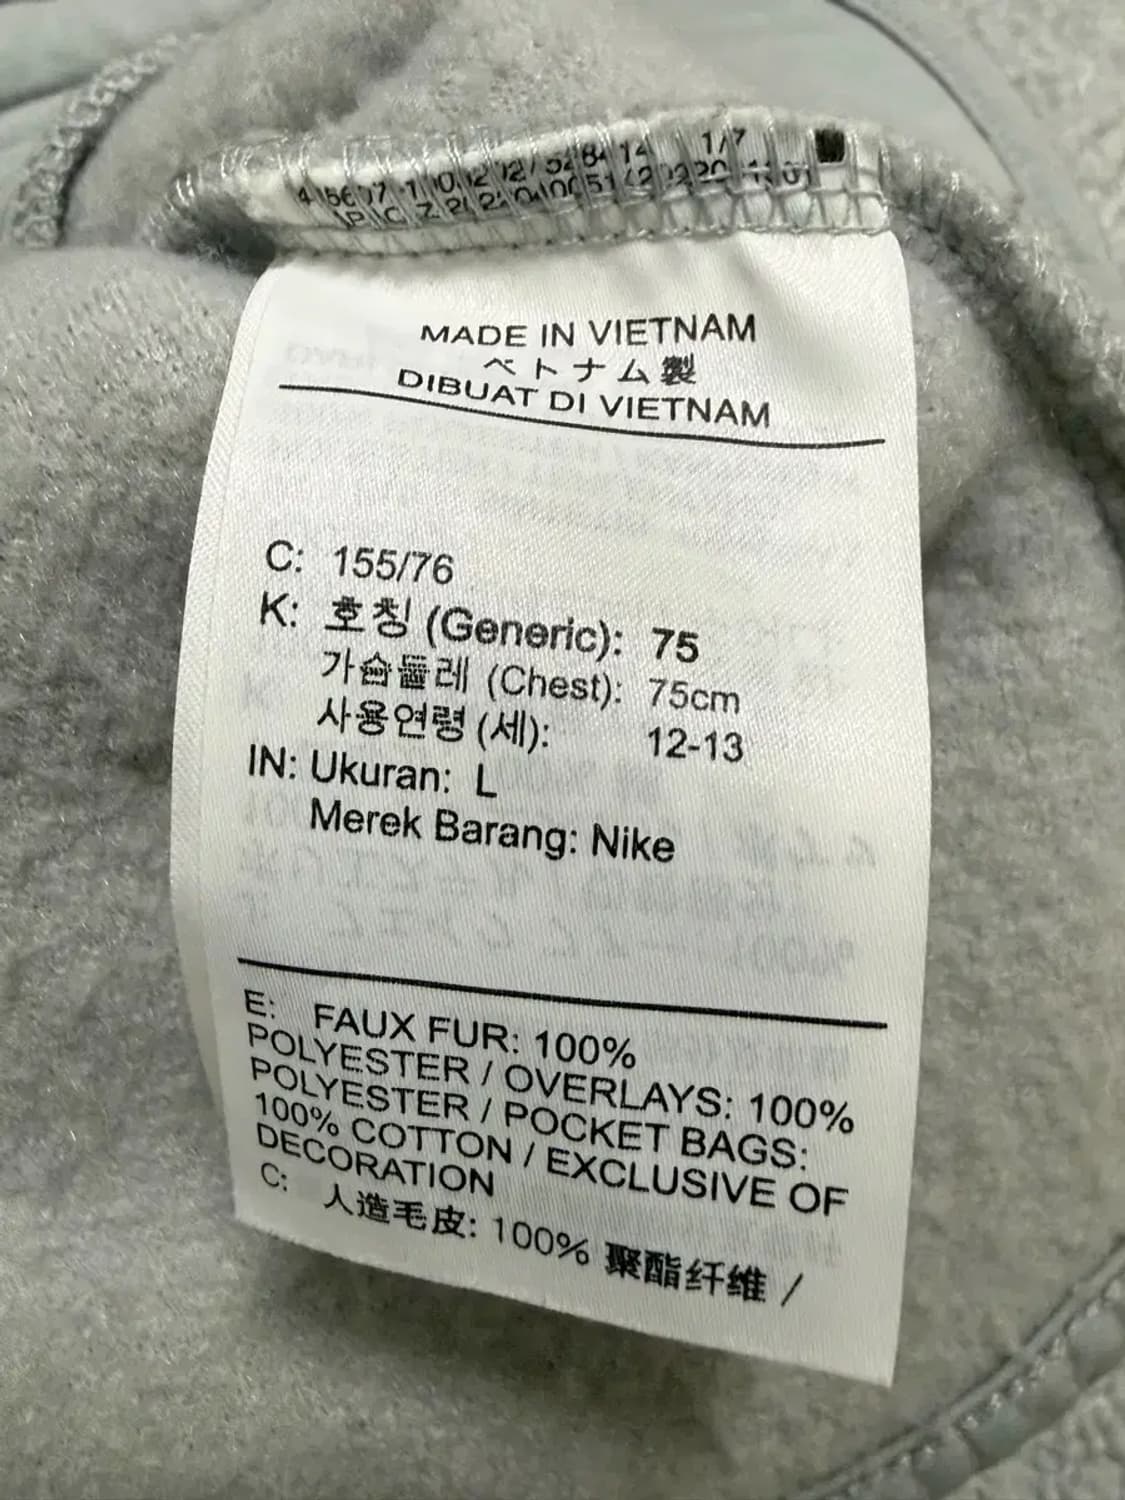 1/7
MADE IN VIETNAM
ベトナム製
DIBUAT DI VIETNAM
C: 155/76
K: 호칭 (Generic): 75
가슴둘레 (Chest): 75cm
사용연령 (세): 12-13
IN: Ukuran: L
Merek Barang: Nike
E: FAUX FUR: 100%
POLYESTER / OVERLAYS: 100%
POLYESTER / POCKET BAGS:
100% COTTON / EXCLUSIVE OF
DECORATION
C: 人造毛皮: 100% 聚酯纤维 /